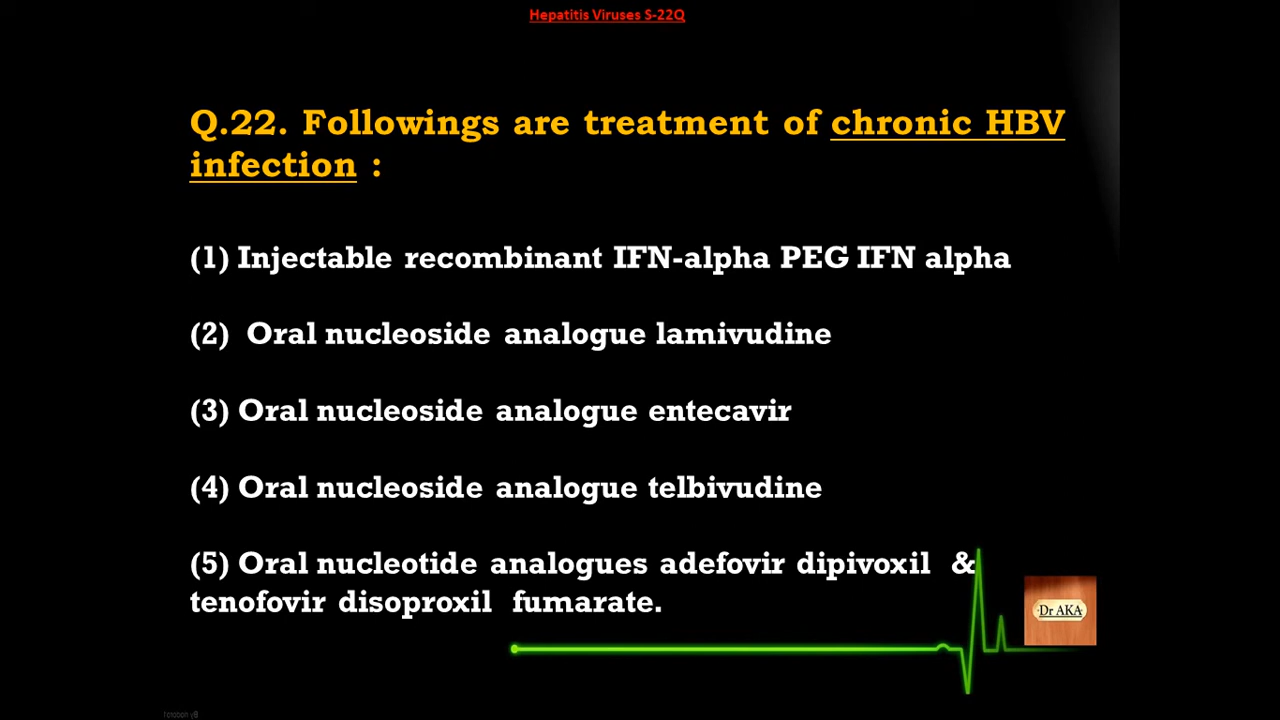 Hepatitis Viruses S-22Q
Q.22. Followings are treatment of chronic HBV
infection :
(1) Injectable recombinant IFN-alpha PEG IFN alpha
(2) Oral nucleoside analogue lamivudine
(3) Oral nucleoside analogue entecavir
(4) Oral nucleoside analogue telbivudine
(5) Oral nucleotide analogues adefovir dipivoxil &
tenofovir disoproxil fumarate.
Dr AKA